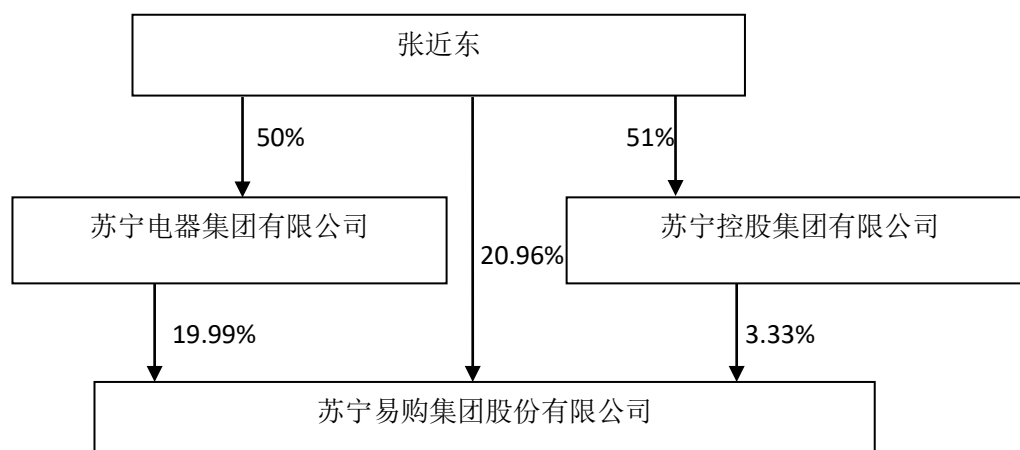 张近东
50%
51%
苏宁电器集团有限公司
苏宁控股集团有限公司
20.96%
19.99%
3.33%
苏宁易购集团股份有限公司